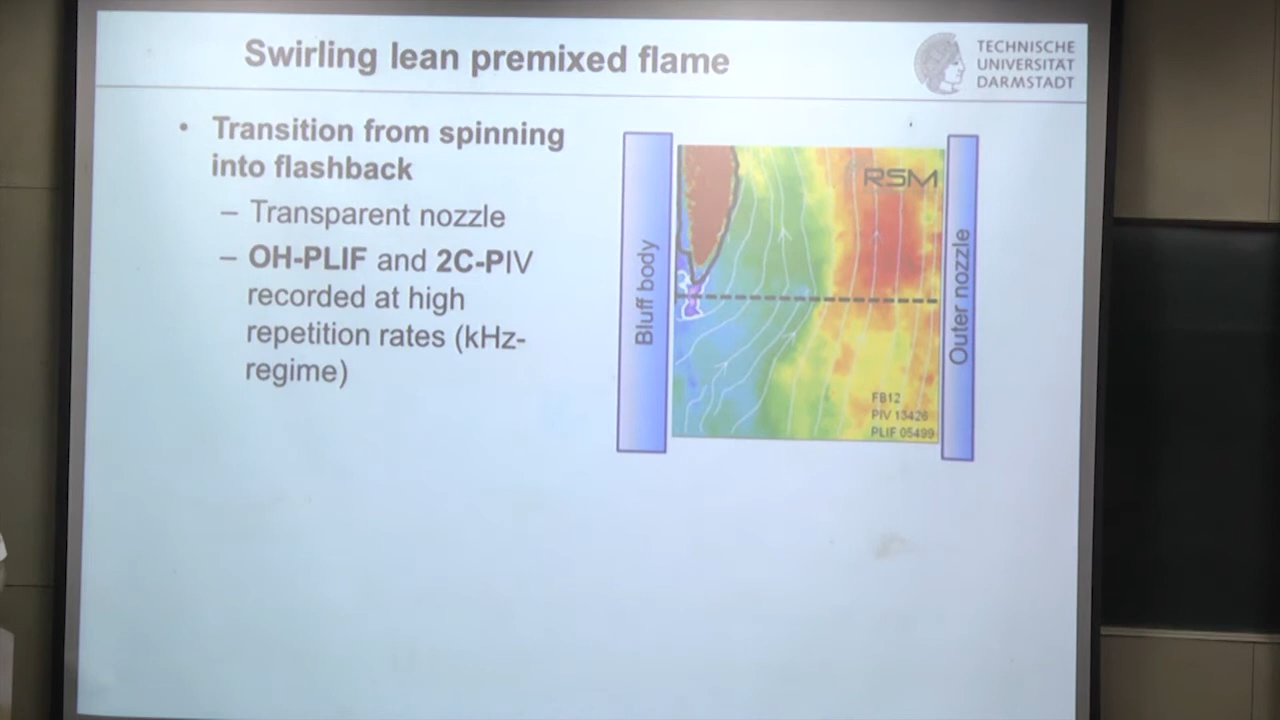 Swirling lean premixed flame
TECHNISCHE
UNIVERSITÄT
DARMSTADT
• Transition from spinning
into flashback
– Transparent nozzle
– OH-PLIF and 2C-PIV
recorded at high
repetition rates (kHz-
regime)
Bluff body
RSM
FB12
PIV 13426
PLIF 05499
Outer nozzle